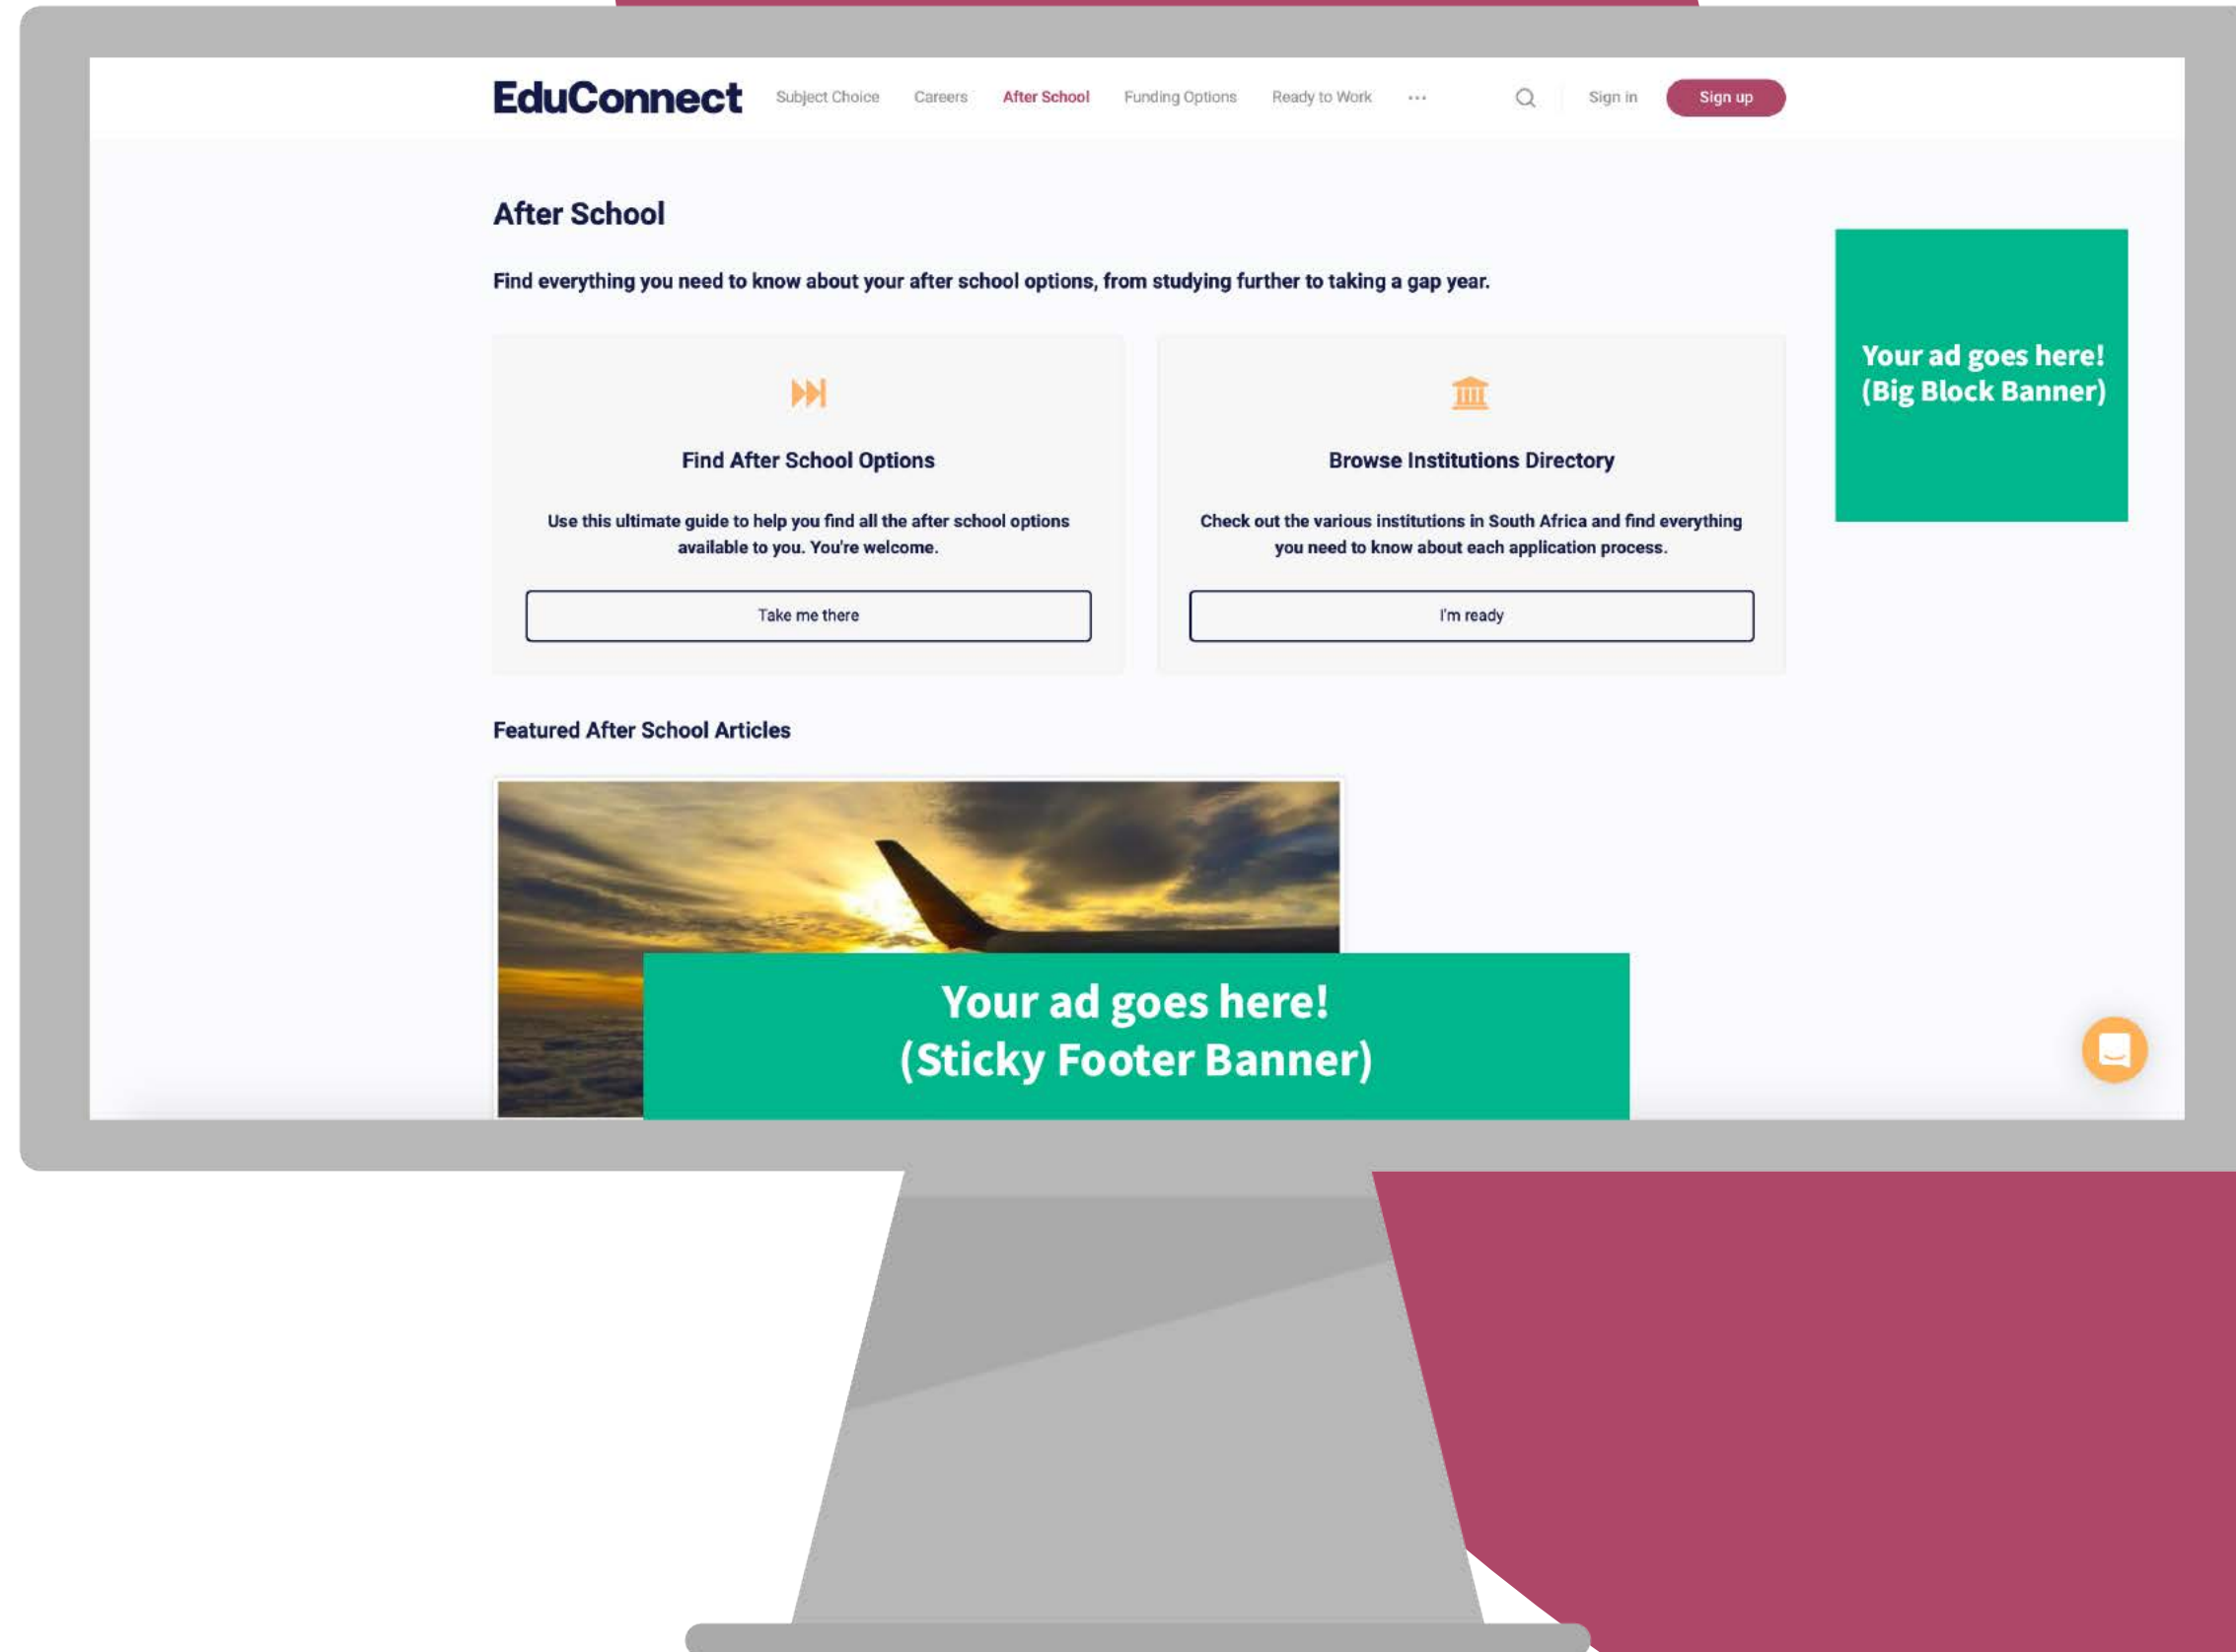 EduConnect Subject Choice Careers After School Funding Options Ready to Work ... Sign in Sign up
After School
Find everything you need to know about your after school options, from studying further to taking a gap year.
Find After School Options
Use this ultimate guide to help you find all the after school options
available to you. You're welcome.
Take me there
Browse Institutions Directory
Check out the various institutions in South Africa and find everything
you need to know about each application process.
I'm ready
Your ad goes here!
(Big Block Banner)
Featured After School Articles
Your ad goes here!
(Sticky Footer Banner)